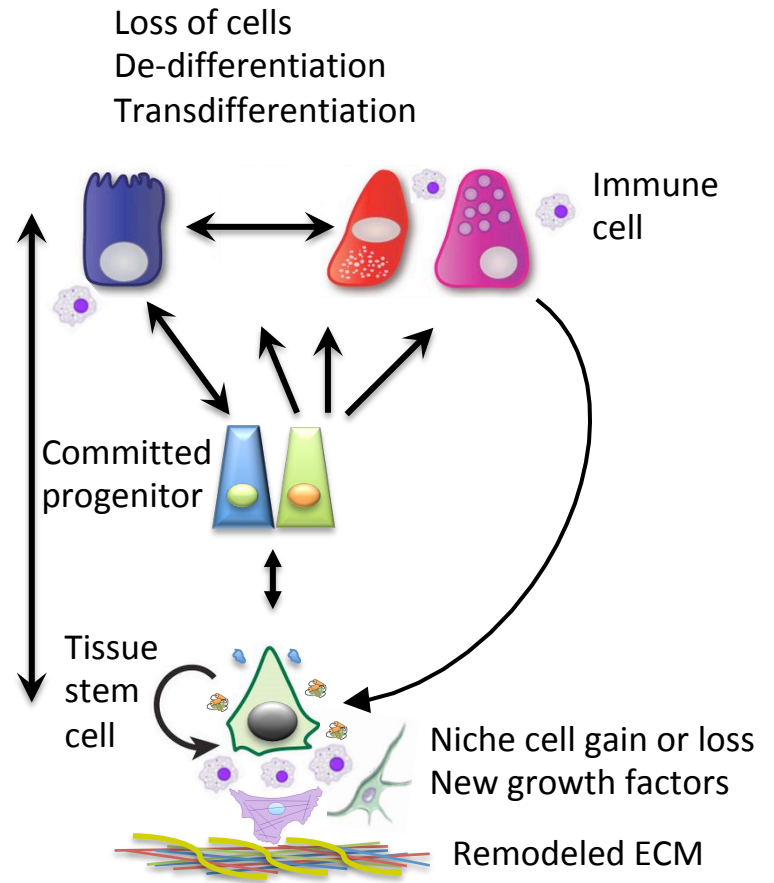 Loss of cells
De-differentiation
Transdifferentiation
Immune
cell
Committed
progenitor
Tissue
stem
cell
Niche cell gain or loss
New growth factors
Remodeled ECM